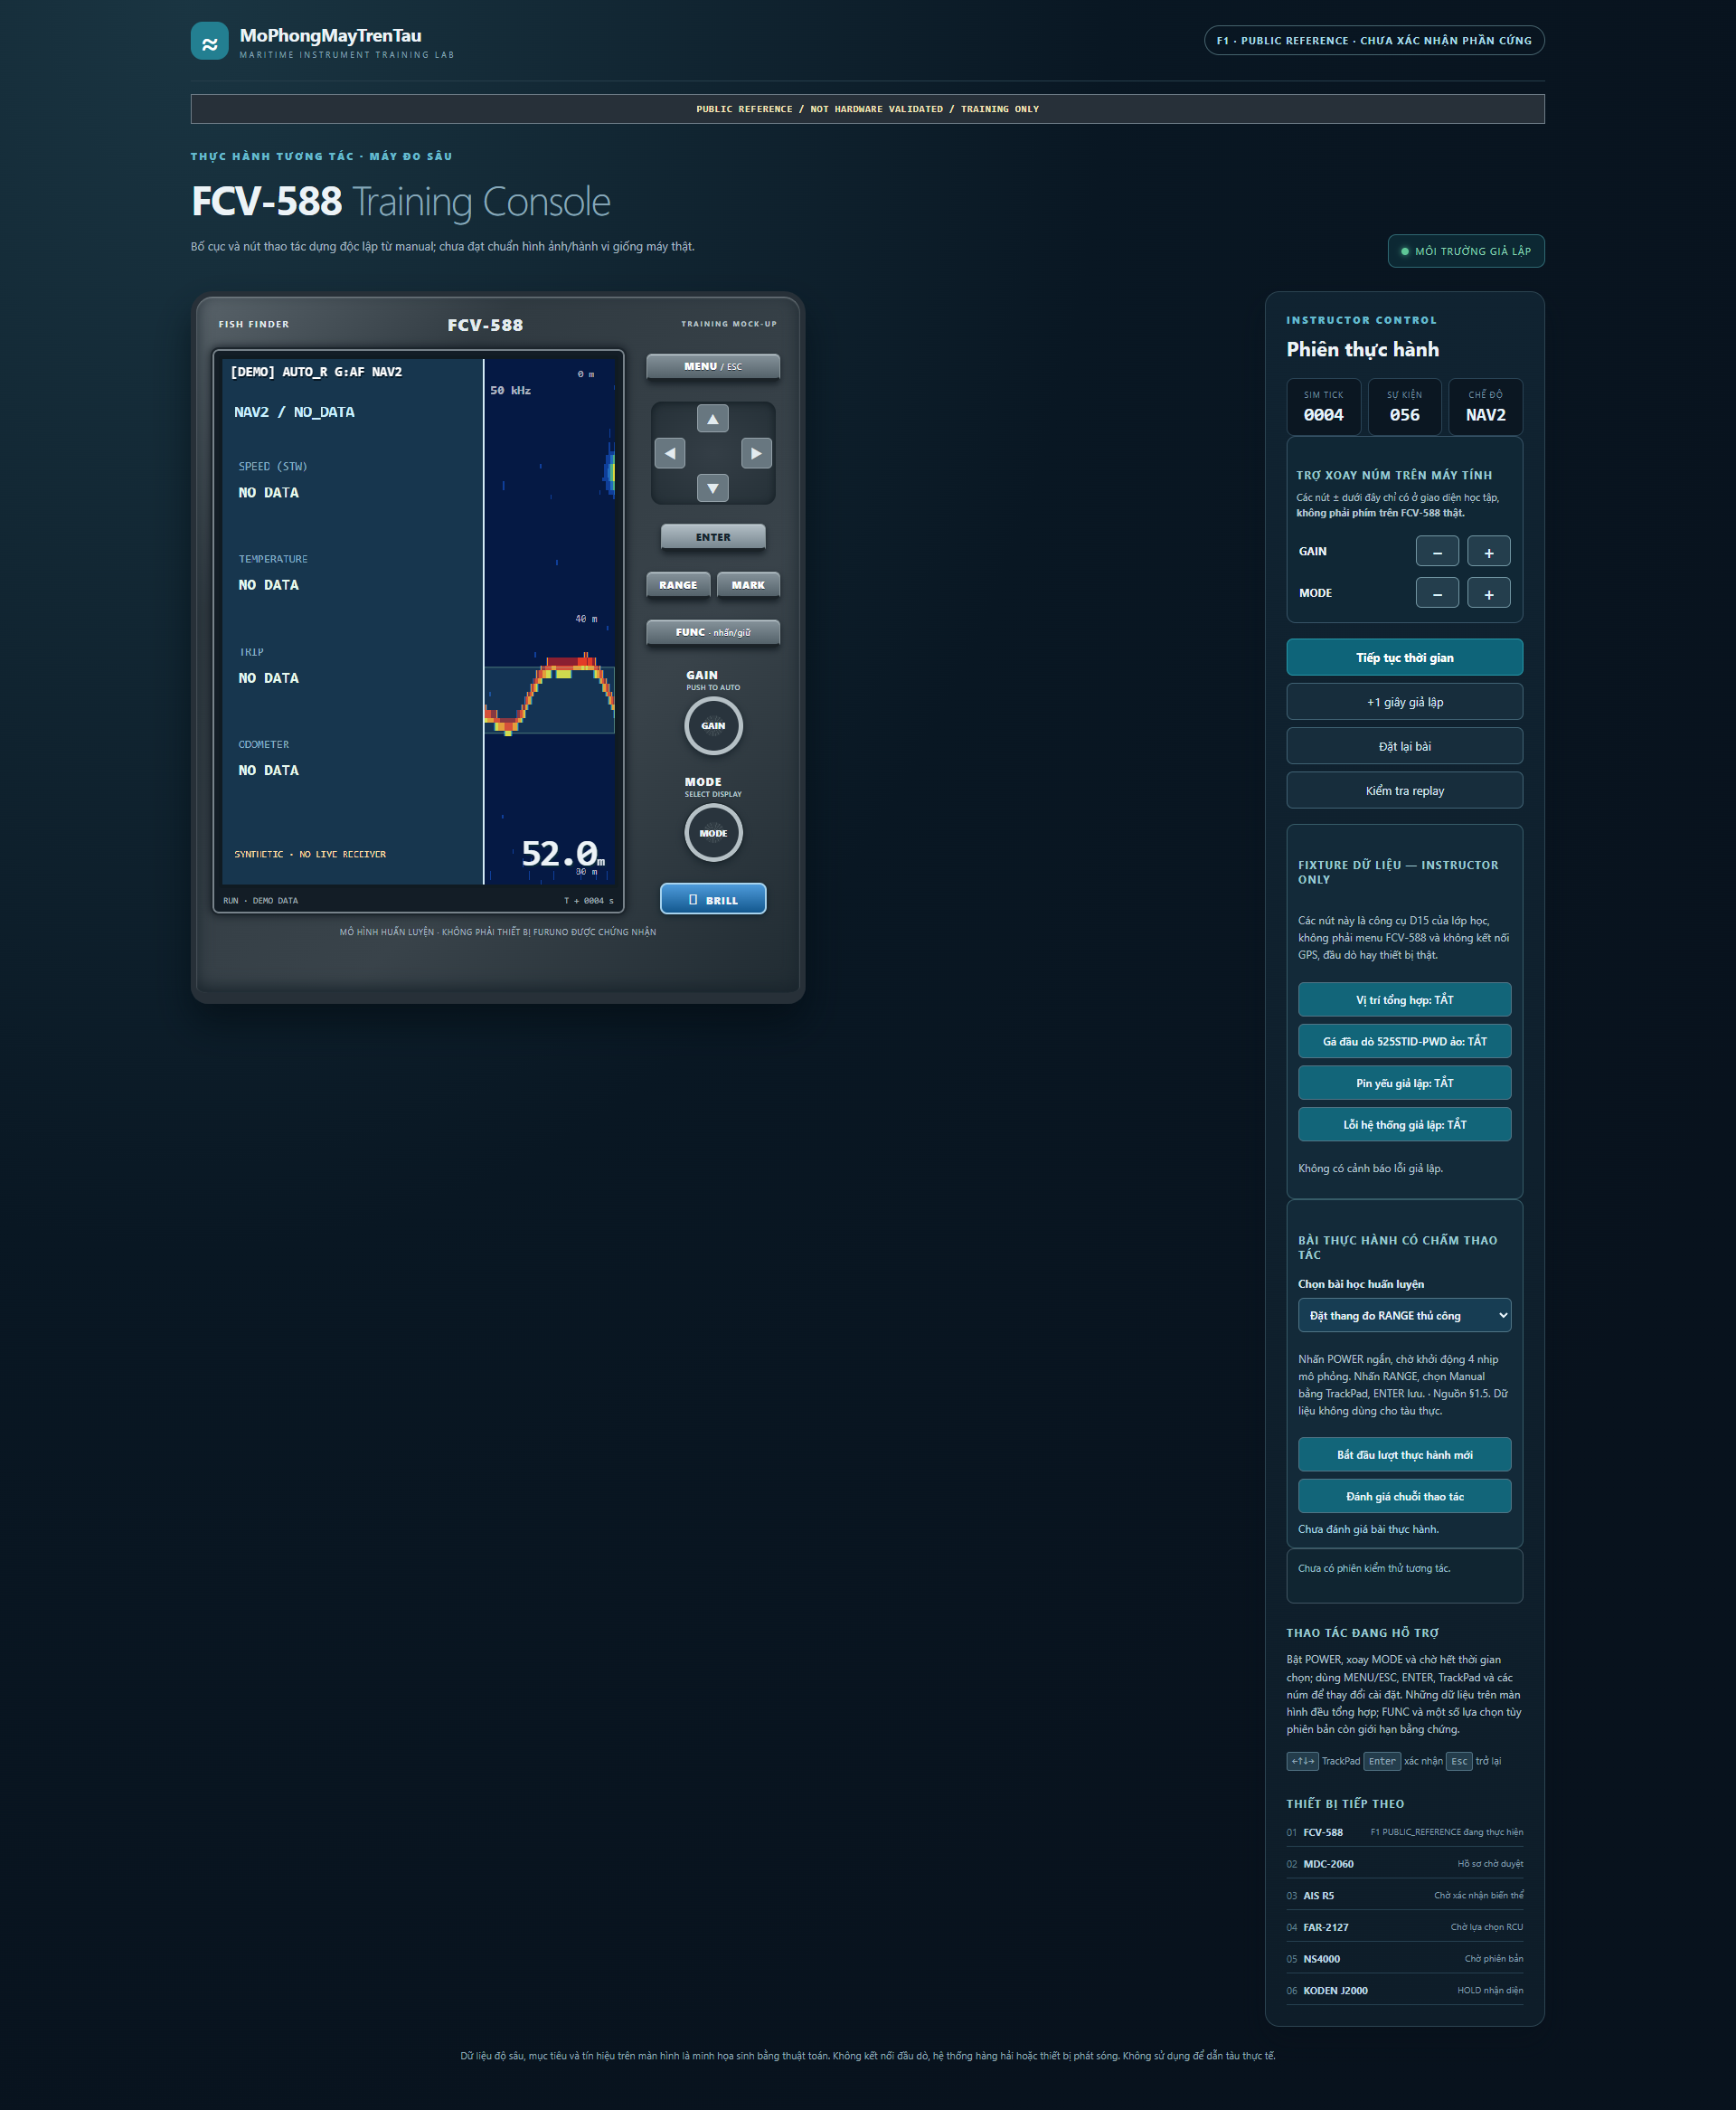 ≈
MoPhongMayTrenTau
MARITIME INSTRUMENT TRAINING LAB
F1 · PUBLIC REFERENCE · CHƯA XÁC NHẬN PHẦN CỨNG
PUBLIC REFERENCE / NOT HARDWARE VALIDATED / TRAINING ONLY
THỰC HÀNH TƯƠNG TÁC · MÁY ĐO SÂU
FCV-588 Training Console
Bố cục và nút thao tác dựng độc lập từ manual; chưa đạt chuẩn hình ảnh/hành vi giống máy thật.
MÔI TRƯỜNG GIẢ LẬP
FISH FINDER
FCV-588
TRAINING MOCK-UP
[DEMO] AUTO_R G:AF NAV2
NAV2 / NO_DATA
SPEED (STW)
NO DATA
TEMPERATURE
NO DATA
TRIP
NO DATA
ODOMETER
NO DATA
SYNTHETIC • NO LIVE RECEIVER
0 m
50 kHz
40 m
52.0m
80 m
RUN · DEMO DATA
T + 0004 s
MENU / ESC
▲
◀
▶
▼
ENTER
RANGE
MARK
FUNC · nhấn/giữ
GAIN
PUSH TO AUTO
GAIN
MODE
SELECT DISPLAY
MODE
BRILL
MÔ HÌNH HUẤN LUYỆN · KHÔNG PHẢI THIẾT BỊ FURUNO ĐƯỢC CHỨNG NHẬN
INSTRUCTOR CONTROL
Phiên thực hành
SIM TICK
0004
SỰ KIỆN
056
CHẾ ĐỘ
NAV2
TRỢ XOAY NÚM TRÊN MÁY TÍNH
Các nút ± dưới đây chỉ có ở giao diện học tập,
không phải phím trên FCV-588 thật.
GAIN
−
+
MODE
−
+
Tiếp tục thời gian
+1 giây giả lập
Đặt lại bài
Kiểm tra replay
FIXTURE DỮ LIỆU — INSTRUCTOR
ONLY
Các nút này là công cụ D15 của lớp học,
không phải menu FCV-588 và không kết nối
GPS, đầu dò hay thiết bị thật.
Vị trí tổng hợp: TẮT
Gá đầu dò 525STID-PWD ảo: TẮT
Pin yếu giả lập: TẮT
Lỗi hệ thống giả lập: TẮT
Không có cảnh báo lỗi giả lập.
BÀI THỰC HÀNH CÓ CHẤM THAO
TÁC
Chọn bài học huấn luyện
Đặt thang đo RANGE thủ công
Nhấn POWER ngắn, chờ khởi động 4 nhịp
mô phỏng. Nhấn RANGE, chọn Manual
bằng TrackPad, ENTER lưu. · Nguồn §1.5. Dữ
liệu không dùng cho tàu thực.
Bắt đầu lượt thực hành mới
Đánh giá chuỗi thao tác
Chưa đánh giá bài thực hành.
Chưa có phiên kiểm thử tương tác.
THAO TÁC ĐANG HỖ TRỢ
Bật POWER, xoay MODE và chờ hết thời gian
chọn; dùng MENU/ESC, ENTER, TrackPad và các
núm để thay đổi cài đặt. Những dữ liệu trên màn
hình đều tổng hợp; FUNC và một số lựa chọn tùy
phiên bản còn giới hạn bằng chứng.
←↑↓→ TrackPad Enter xác nhận Esc trở lại
THIẾT BỊ TIẾP THEO
01 FCV-588 F1 PUBLIC_REFERENCE đang thực hiện
02 MDC-2060 Hồ sơ chờ duyệt
03 AIS R5 Chờ xác nhận biến thể
04 FAR-2127 Chờ lựa chọn RCU
05 NS4000 Chờ phiên bản
06 KODEN J2000 HOLD nhận diện
Dữ liệu độ sâu, mục tiêu và tín hiệu trên màn hình là minh họa sinh bằng thuật toán. Không kết nối đầu dò, hệ thống hàng hải hoặc thiết bị phát sóng. Không sử dụng để dẫn tàu thực tế.